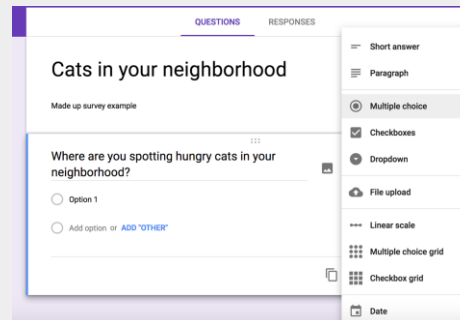 QUESTIONS RESPONSES
Cats in your neighborhood
Made up survey example
Where are you spotting hungry cats in your
neighborhood?
Option 1
Add option or ADD "OTHER"
Short answer
Paragraph
Multiple choice
Checkboxes
Dropdown
File upload
Linear scale
Multiple choice grid
Checkbox grid
Date